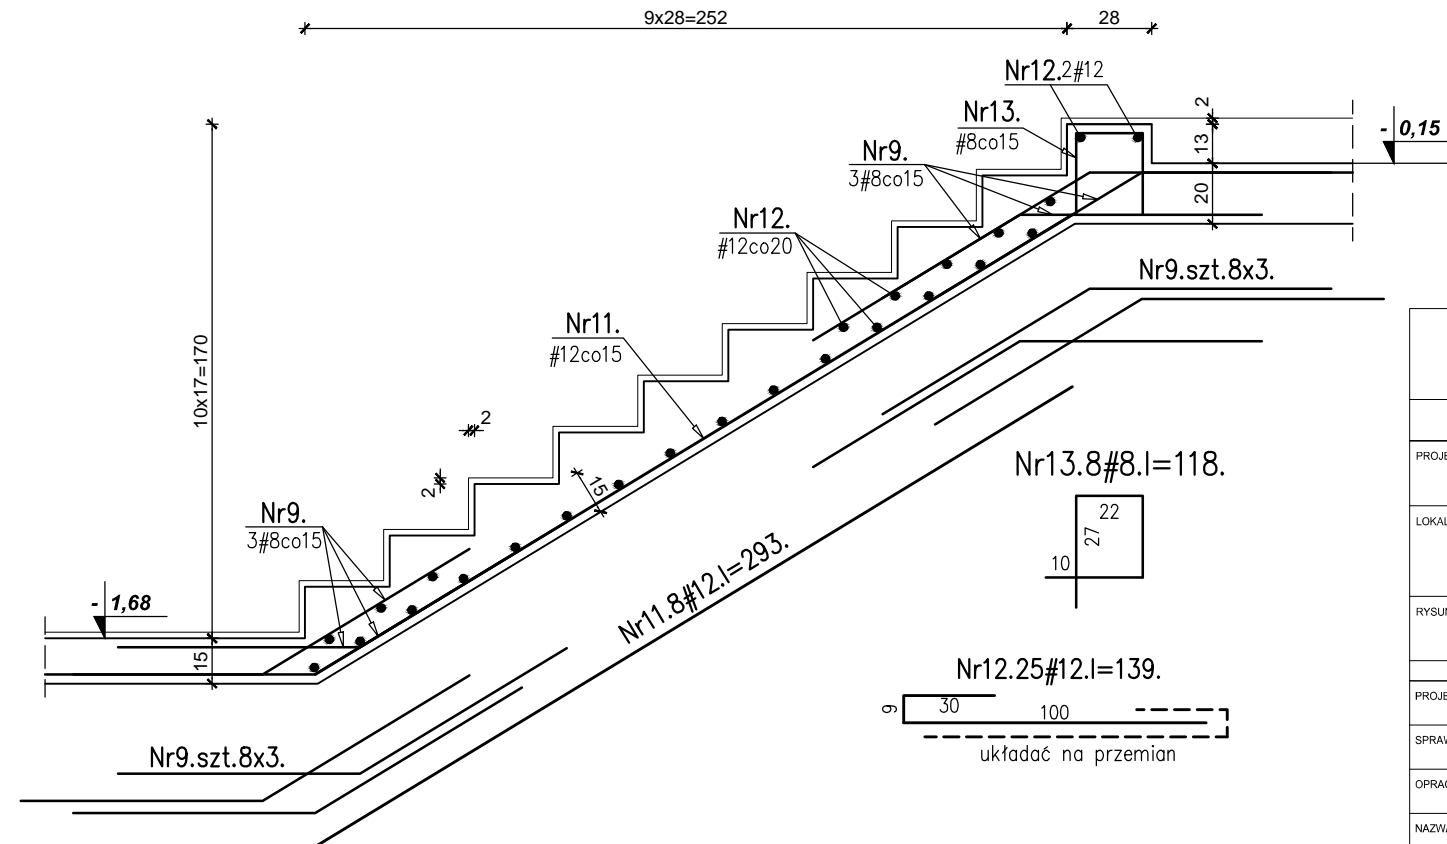 9x28=252
28
Nr12.2#12
Nr13.
#8co15
2
13
20
- 0,15
Nr9.
3#8co15
Nr12.
#12co20
Nr9.szt.8x3.
Nr11.
#12co15
10x17=170
2
2
15
Nr13.8#8.l=118.
22
27
10
Nr9.
3#8co15
Nr11.8#12.l=293.
- 1,68
15
Nr12.25#12.l=139.
9
30
100
układać na przemian
Nr9.szt.8x3.
PROJE
LOKAL
RYSUN
PROJE
SPRAW
OPRAC
NAZWA